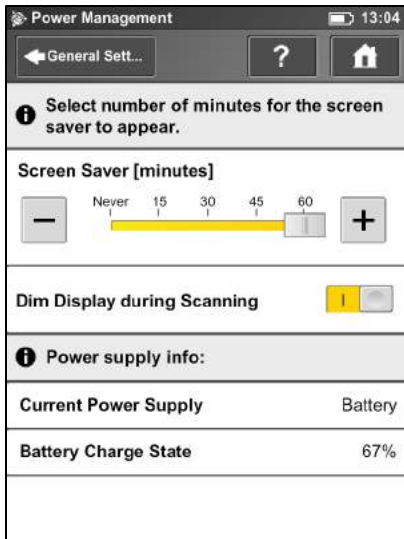 Power Management 13:04
General Sett... ?
Select number of minutes for the screen
saver to appear.
Screen Saver [minutes]
Never 15 30 45 60
− +
Dim Display during Scanning I
Power supply info:
Current Power Supply Battery
Battery Charge State 67%